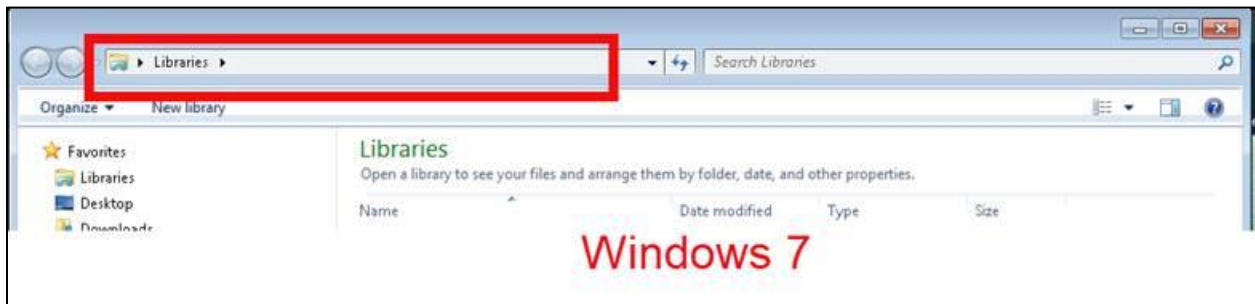 Libraries
Search Libraries
Organize New library
Favorites
Libraries
Desktop
Downloads
Libraries
Open a library to see your files and arrange them by folder, date, and other properties.
Name Date modified Type Size
Windows 7